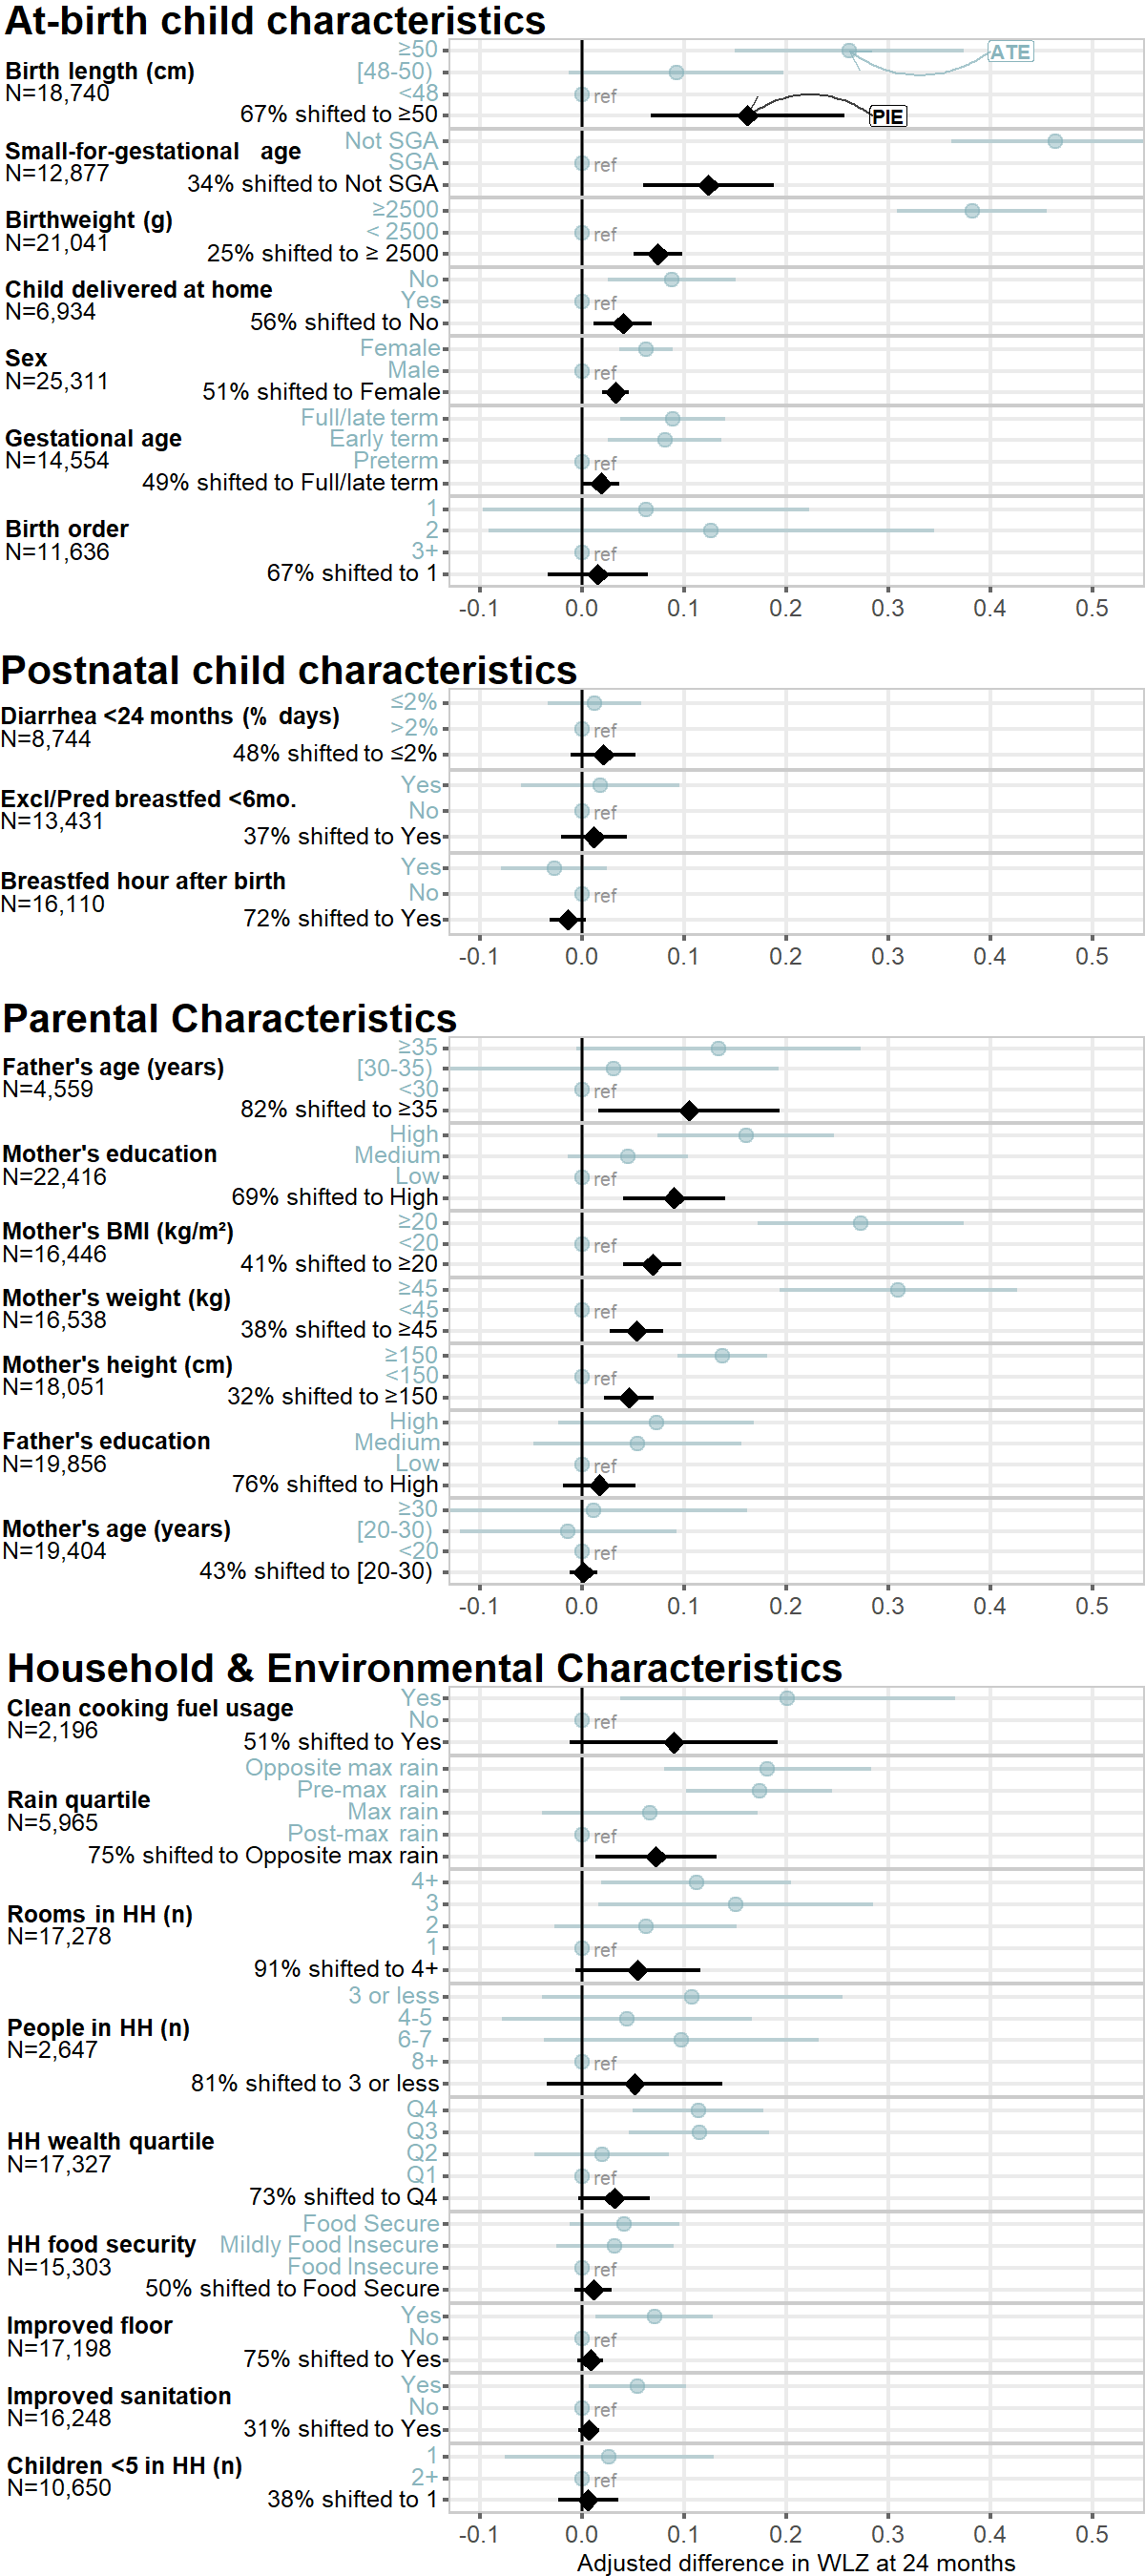 At-birth child characteristics
≥50
ATE
Birth length (cm)
[48-50)
N=18,740
<48
ref
67% shifted to ≥50
PIE
Small-for-gestational age
Not SGA
N=12,877
SGA
ref
34% shifted to Not SGA
Birthweight (g)
≥2500
N=21,041
< 2500
ref
25% shifted to ≥ 2500
Child delivered at home
No
N=6,934
Yes
ref
56% shifted to No
Sex
Female
N=25,311
Male
ref
51% shifted to Female
Gestational age
Full/late term
N=14,554
Early term
Preterm
ref
49% shifted to Full/late term
Birth order
1
N=11,636
2
3+
ref
67% shifted to 1
-0.1 0.0 0.1 0.2 0.3 0.4 0.5
Postnatal child characteristics
Diarrhea <24 months (% days)
≤2%
N=8,744
>2%
ref
48% shifted to ≤2%
Excl/Pred breastfed <6mo.
Yes
N=13,431
No
ref
37% shifted to Yes
Breastfed hour after birth
Yes
N=16,110
No
ref
72% shifted to Yes
-0.1 0.0 0.1 0.2 0.3 0.4 0.5
Parental Characteristics
Father's age (years)
≥35
N=4,559
[30-35)
<30
ref
82% shifted to ≥35
Mother's education
High
N=22,416
Medium
Low
ref
69% shifted to High
Mother's BMI (kg/m²)
≥20
N=16,446
<20
ref
41% shifted to ≥20
Mother's weight (kg)
≥45
N=16,538
<45
ref
38% shifted to ≥45
Mother's height (cm)
≥150
N=18,051
<150
ref
32% shifted to ≥150
Father's education
High
N=19,856
Medium
Low
ref
76% shifted to High
Mother's age (years)
≥30
N=19,404
[20-30)
<20
ref
43% shifted to [20-30)
-0.1 0.0 0.1 0.2 0.3 0.4 0.5
Household & Environmental Characteristics
Clean cooking fuel usage
Yes
N=2,196
No
ref
51% shifted to Yes
Rain quartile
Opposite max rain
N=5,965
Pre-max rain
Max rain
Post-max rain
ref
75% shifted to Opposite max rain
Rooms in HH (n)
4+
N=17,278
3
2
1
ref
91% shifted to 4+
People in HH (n)
3 or less
N=2,647
4-5
6-7
8+
ref
81% shifted to 3 or less
HH wealth quartile
Q4
N=17,327
Q3
Q2
Q1
ref
73% shifted to Q4
HH food security
Food Secure
N=15,303
Mildly Food Insecure
Food Insecure
ref
50% shifted to Food Secure
Improved floor
Yes
N=17,198
No
ref
75% shifted to Yes
Improved sanitation
Yes
N=16,248
No
ref
31% shifted to Yes
Children <5 in HH (n)
1
N=10,650
2+
ref
38% shifted to 1
-0.1 0.0 0.1 0.2 0.3 0.4 0.5
Adjusted difference in WLZ at 24 months